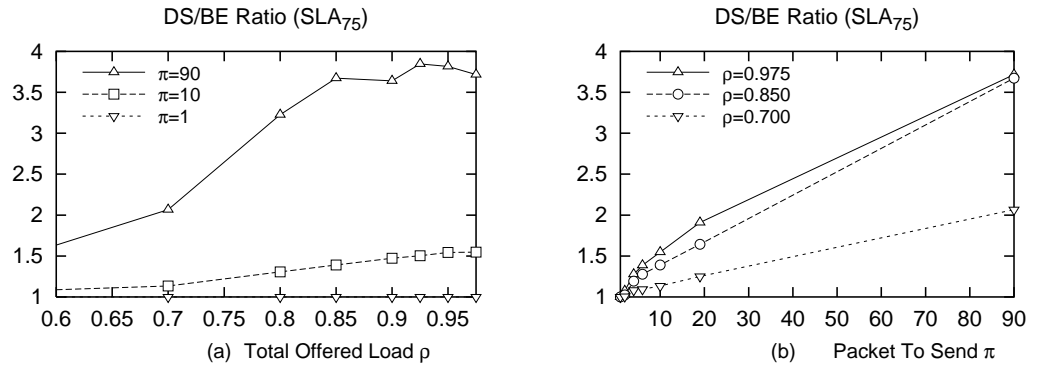 DS/BE Ratio (SLA75)
4
3.5
3
2.5
2
1.5
1
π=90
π=10
π=1
0.6 0.65 0.7 0.75 0.8 0.85 0.9 0.95
(a) Total Offered Load ρ
DS/BE Ratio (SLA75)
4
3.5
3
2.5
2
1.5
1
ρ=0.975
ρ=0.850
ρ=0.700
10 20 30 40 50 60 70 80 90
(b) Packet To Send π